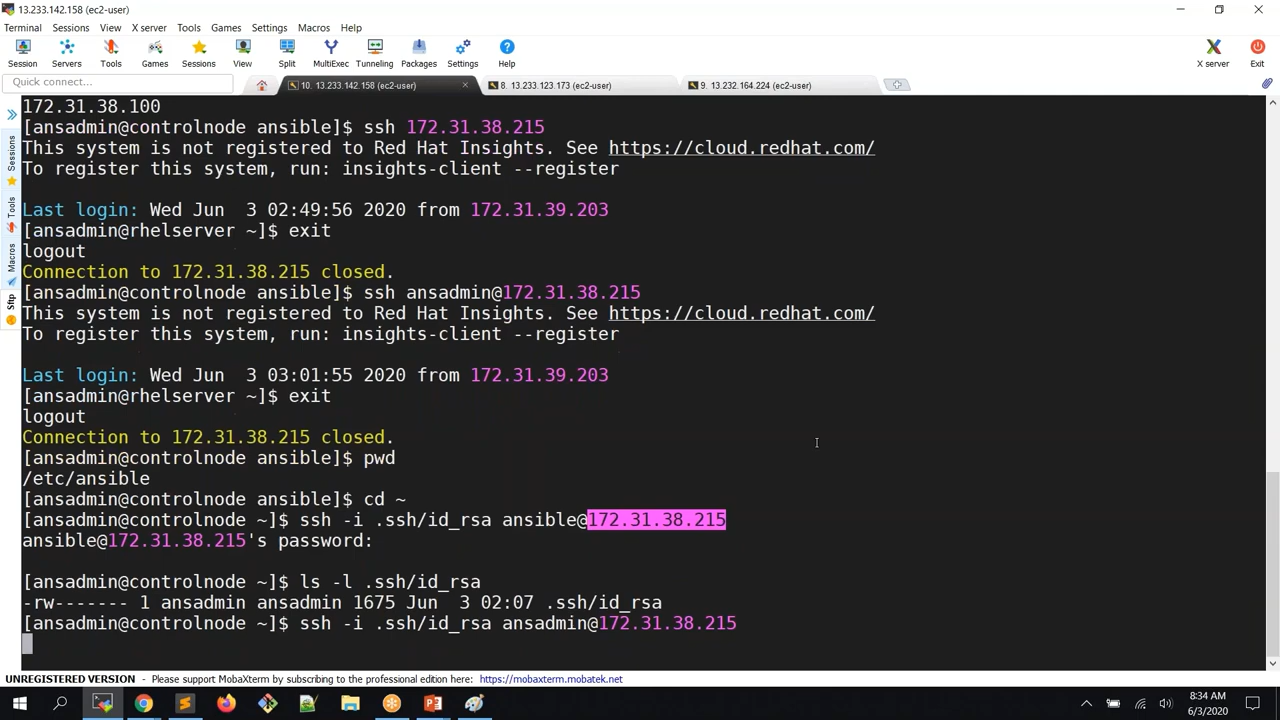 13.233.142.158 (ec2-user)
Terminal Sessions View X server Tools Games Settings Macros Help
Session Servers Tools Games Sessions View Split MultiExec Tunneling Packages Settings Help X server Exit
Quick connect...
10. 13.233.142.158 (ec2-user)
8. 13.233.123.173 (ec2-user)
9. 13.232.164.224 (ec2-user)
Sessions
Tools
Macros
Sftp
172.31.38.100
[ansadmin@controlnode ansible]$ ssh 172.31.38.215
This system is not registered to Red Hat Insights. See https://cloud.redhat.com/
To register this system, run: insights-client --register
Last login: Wed Jun  3 02:49:56 2020 from 172.31.39.203
[ansadmin@rhelserver ~]$ exit
logout
Connection to 172.31.38.215 closed.
[ansadmin@controlnode ansible]$ ssh ansadmin@172.31.38.215
This system is not registered to Red Hat Insights. See https://cloud.redhat.com/
To register this system, run: insights-client --register
Last login: Wed Jun  3 03:01:55 2020 from 172.31.39.203
[ansadmin@rhelserver ~]$ exit
logout
Connection to 172.31.38.215 closed.
[ansadmin@controlnode ansible]$ pwd
/etc/ansible
[ansadmin@controlnode ansible]$ cd ~
[ansadmin@controlnode ~]$ ssh -i .ssh/id_rsa ansible@172.31.38.215
ansible@172.31.38.215's password:
[ansadmin@controlnode ~]$ ls -l .ssh/id_rsa
-rw------- 1 ansadmin ansadmin 1675 Jun  3 02:07 .ssh/id_rsa
[ansadmin@controlnode ~]$ ssh -i .ssh/id_rsa ansadmin@172.31.38.215
UNREGISTERED VERSION - Please support MobaXterm by subscribing to the professional edition here: https://mobaxterm.mobatek.net
8:34 AM
6/3/2020